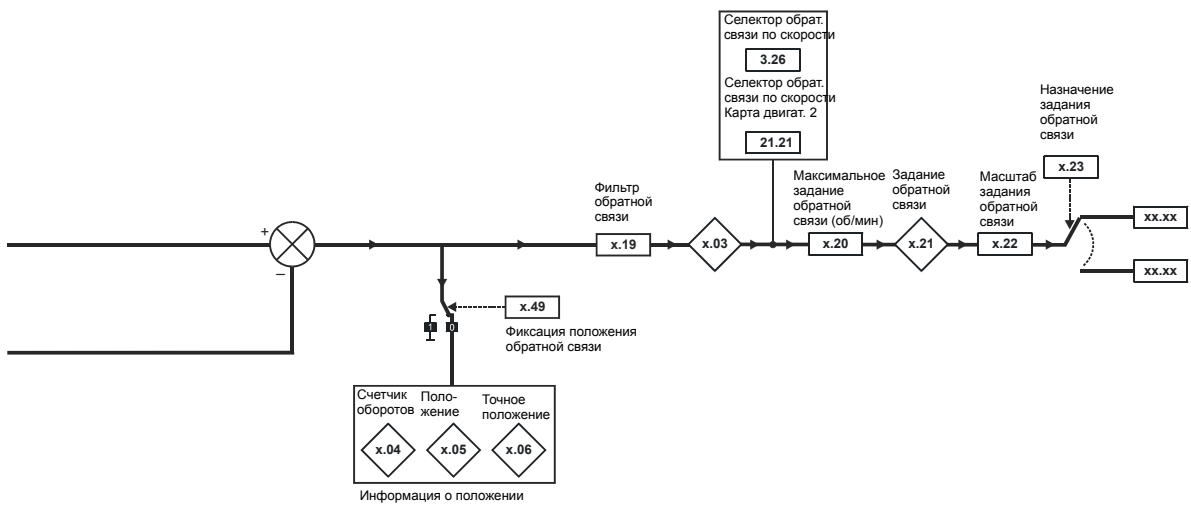 Селектор обрат.
связи по скорости
3.26
Селектор обрат.
связи по скорости
Карта двигат. 2
21.21
Назначение
задания
обратной
связи
x.23
Фильтр
обратной
связи
Максимальное
задание
обратной
связи (об/мин)
Задание
обратной
связи
Масштаб
задания
обратной
связи
+
–
x.19
x.03
x.20
x.21
x.22
xx.xx
xx.xx
x.49
1
0
Фиксация положения
обратной связи
Счетчик
оборотов
Поло-
жение
Точное
положение
x.04
x.05
x.06
Информация о положении